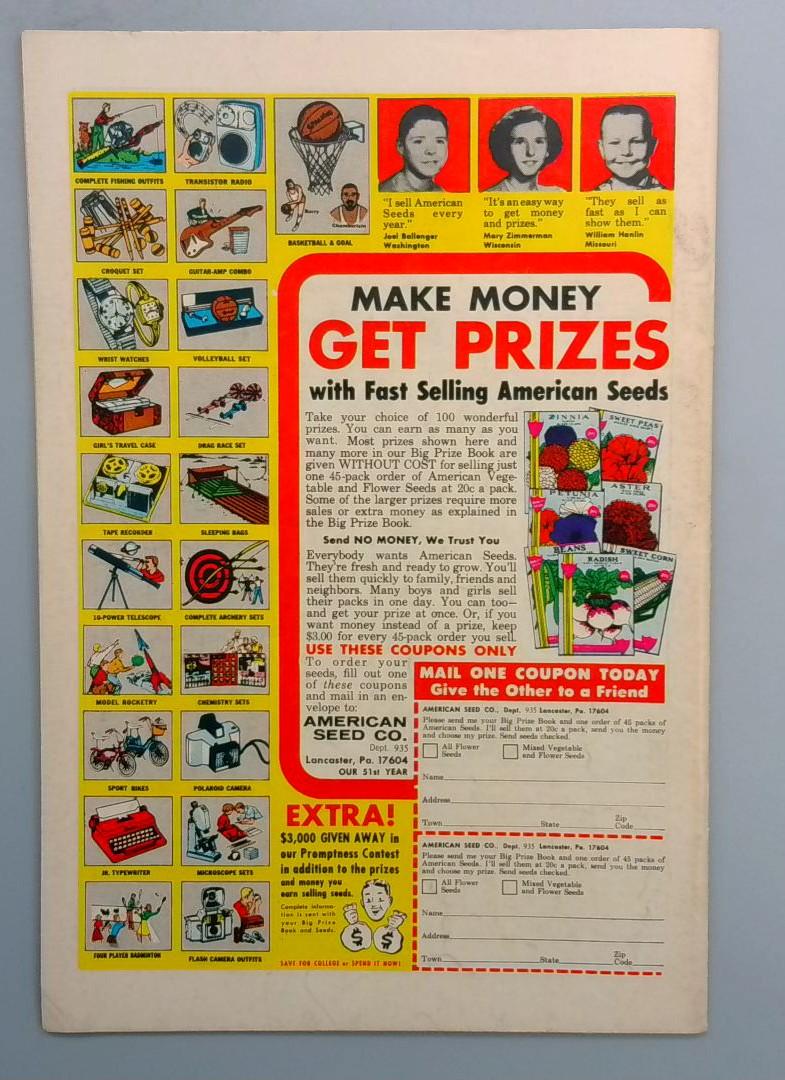 COMPLETE FISHING OUTFITS
TRANSISTOR RADIO
SPALDING
Barry
Chamberlain
BASKETBALL & GOAL
CROQUET SET
GUITAR-AMP COMBO
WRIST WATCHES
VOLLEYBALL SET
GIRL'S TRAVEL CASE
DRAG RACE SET
TAPE RECORDER
SLEEPING BAGS
10-POWER TELESCOPE
COMPLETE ARCHERY SETS
MODEL ROCKETRY
CHEMISTRY SETS
SPORT BIKES
POLAROID CAMERA
JR. TYPEWRITER
MICROSCOPE SETS
FOUR PLAYER BADMINTON
FLASH CAMERA OUTFITS
"I sell American
Seeds every
year."
Joel Ballenger
Washington
"It's an easy way
to get money
and prizes."
Mary Zimmerman
Wisconsin
"They sell as
fast as I can
show them."
William Hanlin
Missouri
MAKE MONEY
GET PRIZES
with Fast Selling American Seeds
Take your choice of 100 wonderful
prizes. You can earn as many as you
want. Most prizes shown here and
many more in our Big Prize Book are
given WITHOUT COST for selling just
one 45-pack order of American Vege-
table and Flower Seeds at 20c a pack.
Some of the larger prizes require more
sales or extra money as explained in
the Big Prize Book.
Send NO MONEY, We Trust You
Everybody wants American Seeds.
They're fresh and ready to grow. You'll
sell them quickly to family, friends and
neighbors. Many boys and girls sell
their packs in one day. You can too—
and get your prize at once. Or, if you
want money instead of a prize, keep
$3.00 for every 45-pack order you sell.
USE THESE COUPONS ONLY
To order your
seeds, fill out one
of these coupons
and mail in an en-
velope to:
AMERICAN
SEED CO.
Dept. 935
Lancaster, Pa. 17604
OUR 51st YEAR
ZINNIA
SWEET PEAS
PETUNIA
ASTER
BEANS
RADISH
SWEET CORN
MAIL ONE COUPON TODAY
Give the Other to a Friend
AMERICAN SEED CO., Dept. 935 Lancaster, Pa. 17604
Please send me your Big Prize Book and one order of 45 packs of
American Seeds. I'll sell them at 20c a pack, send you the money
and choose my prize. Send seeds checked.
All Flower
Seeds
Mixed Vegetable
and Flower Seeds
Name
Address
Town State Zip
Code
AMERICAN SEED CO., Dept. 935 Lancaster, Pa. 17604
Please send me your Big Prize Book and one order of 45 packs of
American Seeds. I'll sell them at 20c a pack, send you the money
and choose my prize. Send seeds checked.
All Flower
Seeds
Mixed Vegetable
and Flower Seeds
Name
Address
Town State Zip
Code
EXTRA!
$3,000 GIVEN AWAY in
our Promptness Contest
in addition to the prizes
and money you
earn selling seeds.
Complete informa-
tion is sent with
your Big Prize
Book and Seeds.
$ $
SAVE FOR COLLEGE or SPEND IT NOW!